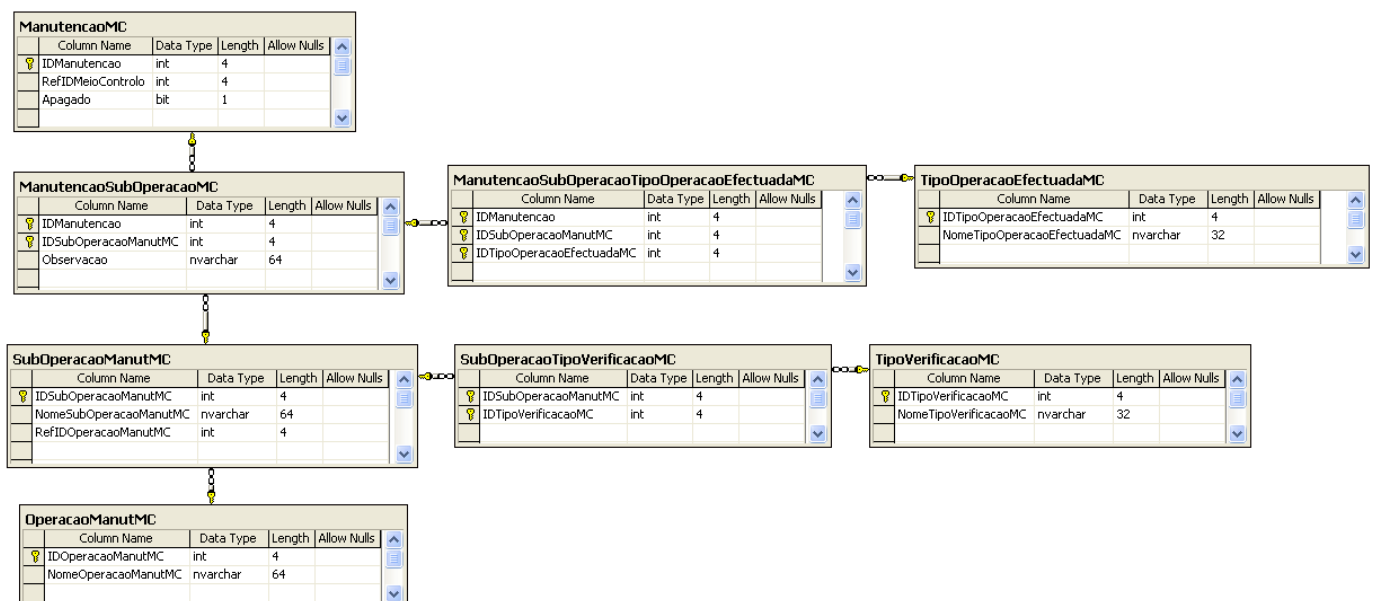 ManutencaoMC
Column Name Data Type Length Allow Nulls
IDManutencao int 4
RefIDMeioControlo int 4
Apagado bit 1
ManutencaoSubOperacaoMC
Column Name Data Type Length Allow Nulls
IDManutencao int 4
IDSubOperacaoManutMC int 4
Observacao nvarchar 64
ManutencaoSubOperacaoTipoOperacaoEfectuadaMC
Column Name Data Type Length Allow Nulls
IDManutencao int 4
IDSubOperacaoManutMC int 4
IDTipoOperacaoEfectuadaMC int 4
TipoOperacaoEfectuadaMC
Column Name Data Type Length Allow Nulls
IDTipoOperacaoEfectuadaMC int 4
NomeTipoOperacaoEfectuadaMC nvarchar 32
SubOperacaoManutMC
Column Name Data Type Length Allow Nulls
IDSubOperacaoManutMC int 4
NomeSubOperacaoManutMC nvarchar 64
RefIDOperacaoManutMC int 4
SubOperacaoTipoVerificacaoMC
Column Name Data Type Length Allow Nulls
IDSubOperacaoManutMC int 4
IDTipoVerificacaoMC int 4
TipoVerificacaoMC
Column Name Data Type Length Allow Nulls
IDTipoVerificacaoMC int 4
NomeTipoVerificacaoMC nvarchar 32
OperacaoManutMC
Column Name Data Type Length Allow Nulls
IDOperacaoManutMC int 4
NomeOperacaoManutMC nvarchar 64